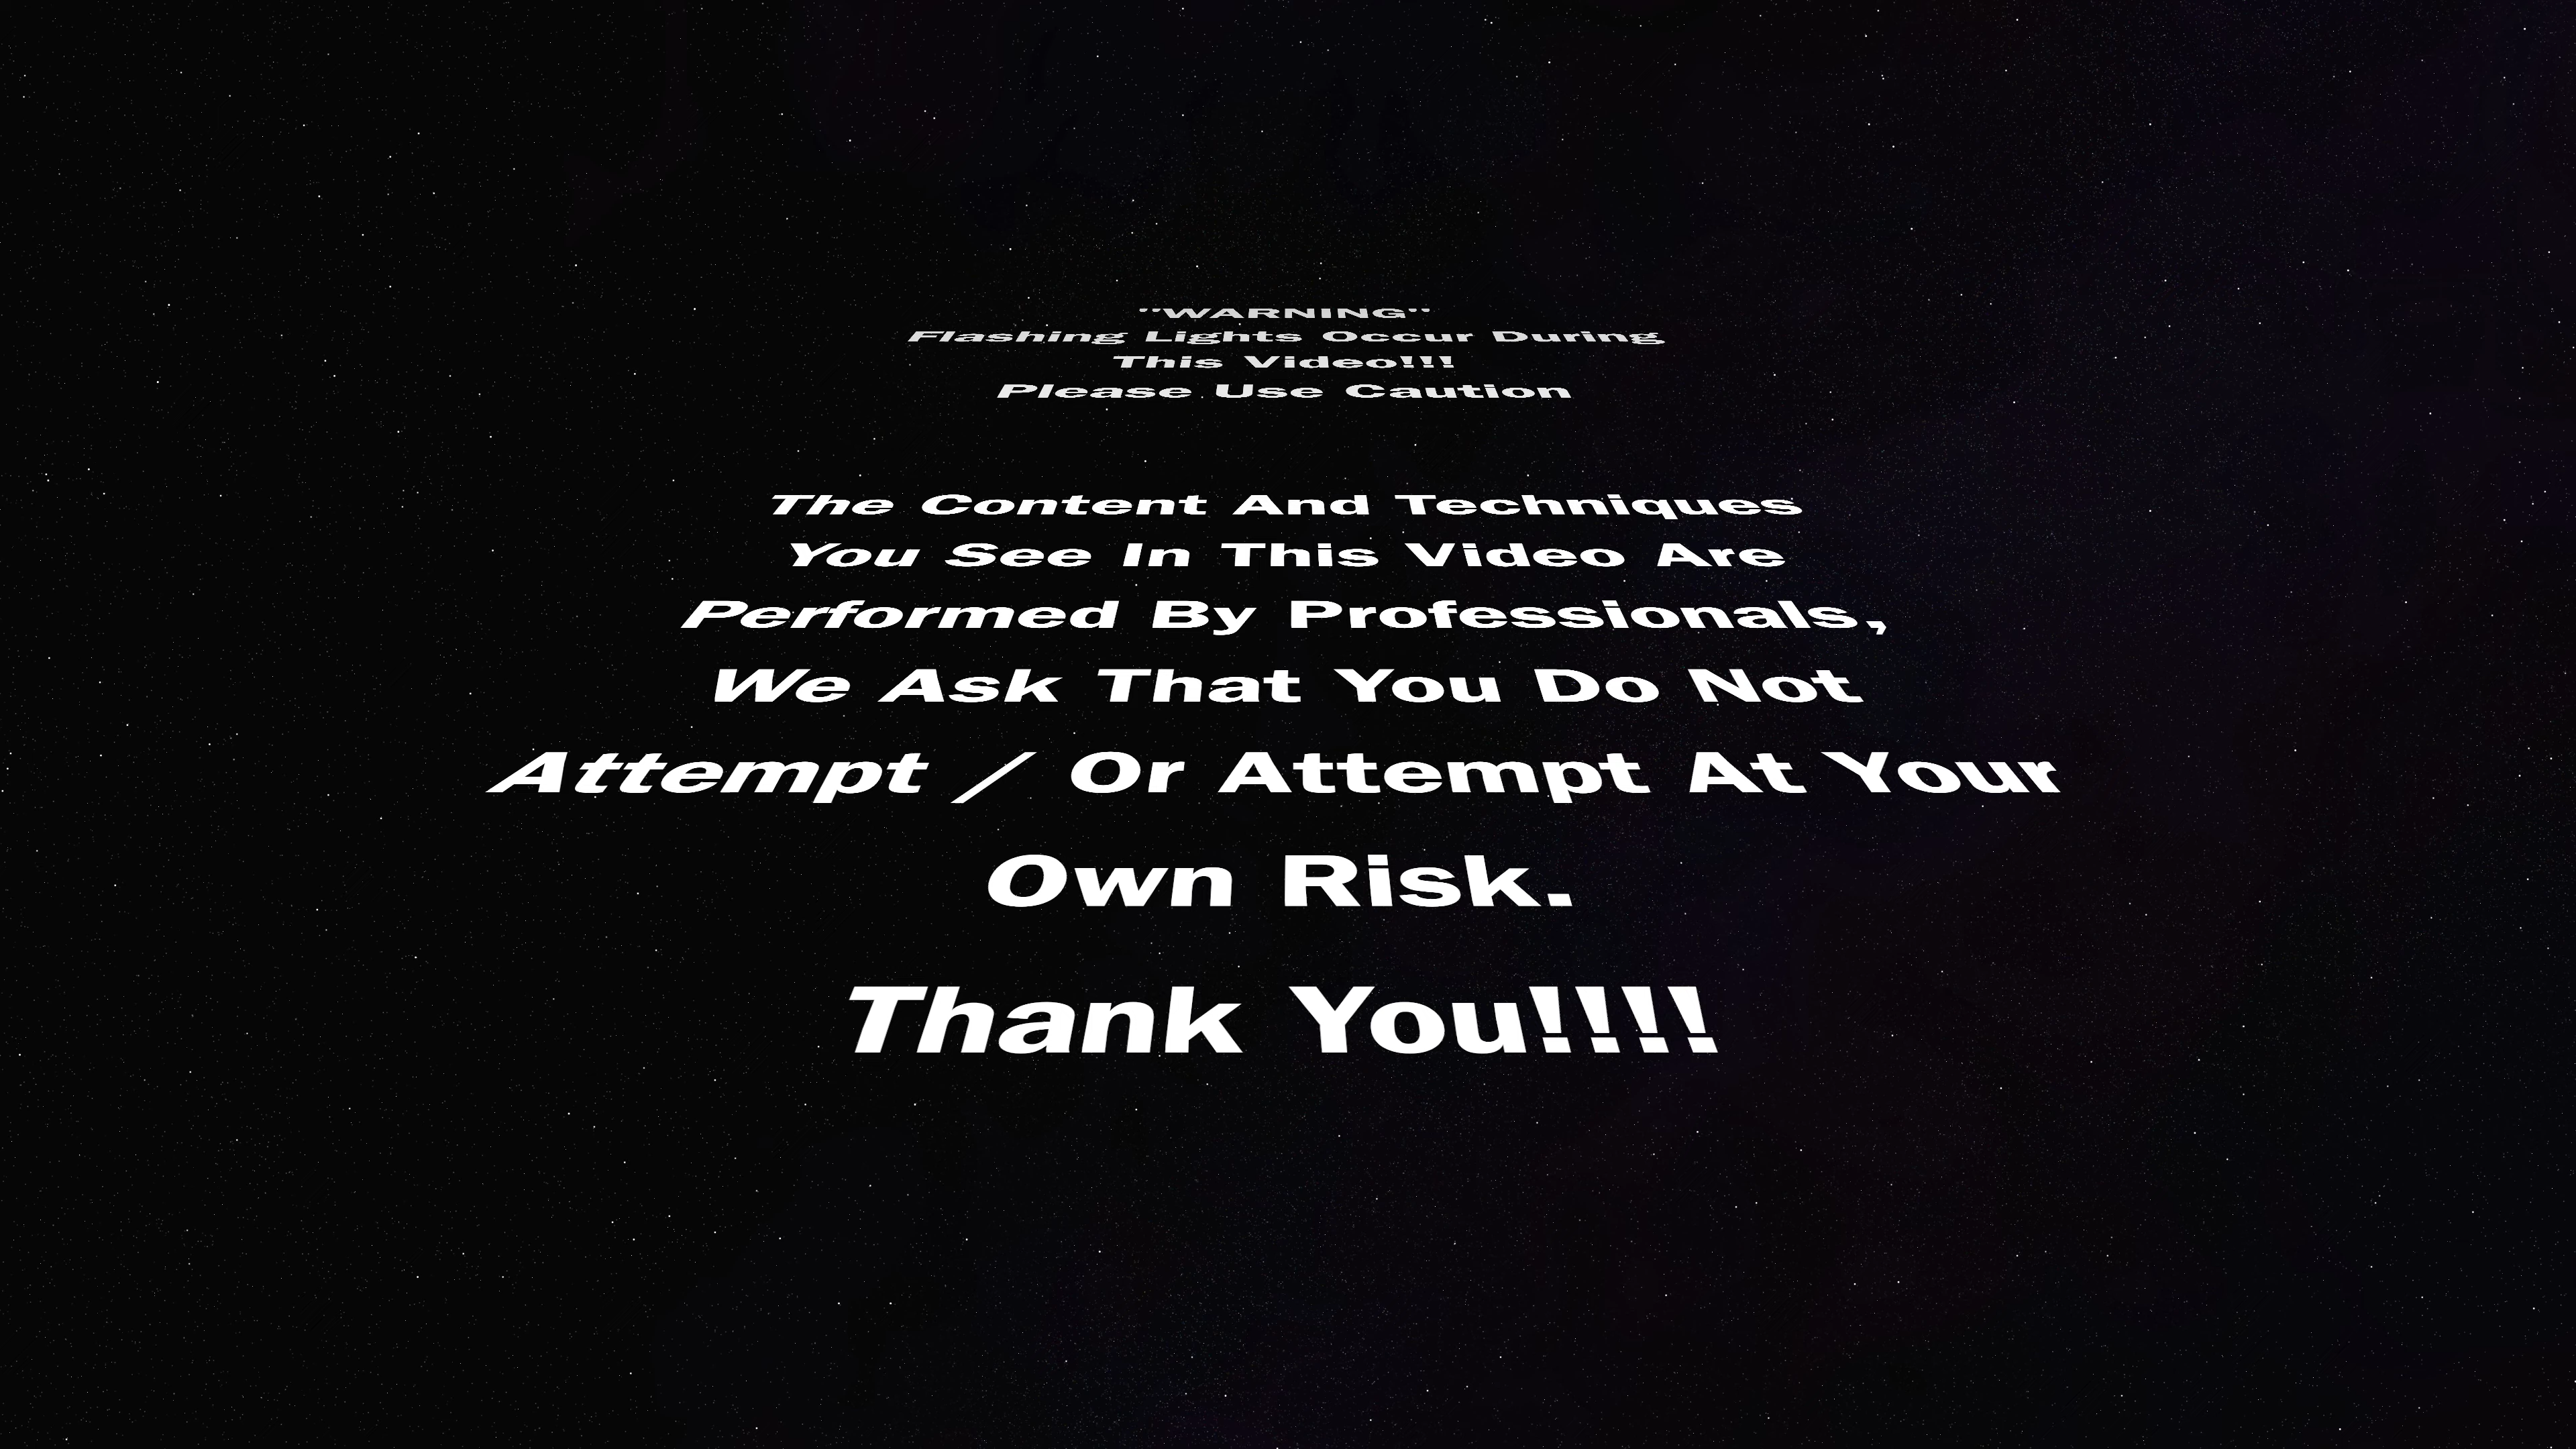 "WARNING"
Flashing Lights Occur During
This Video!!!
Please Use Caution
The Content And Techniques
You See In This Video Are
Performed By Professionals,
We Ask That You Do Not
Attempt / Or Attempt At Your
Own Risk.
Thank You!!!!